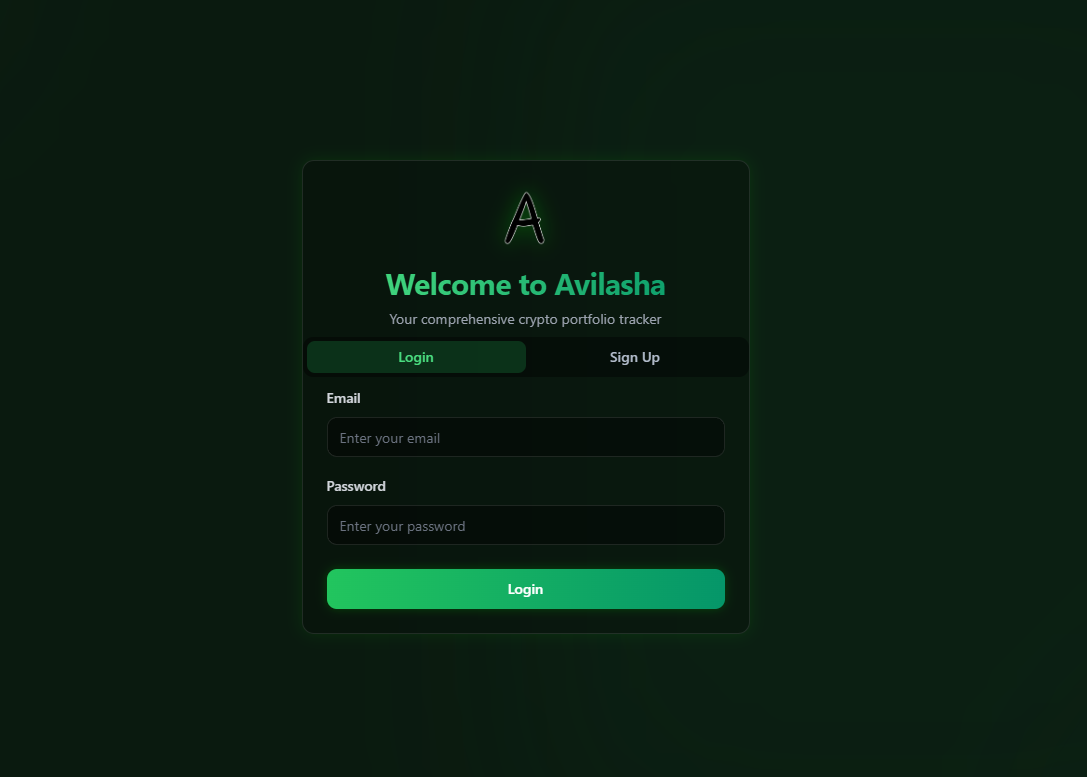 A
Welcome to Avilasha
Your comprehensive crypto portfolio tracker
Login Sign Up
Email
Enter your email
Password
Enter your password
Login